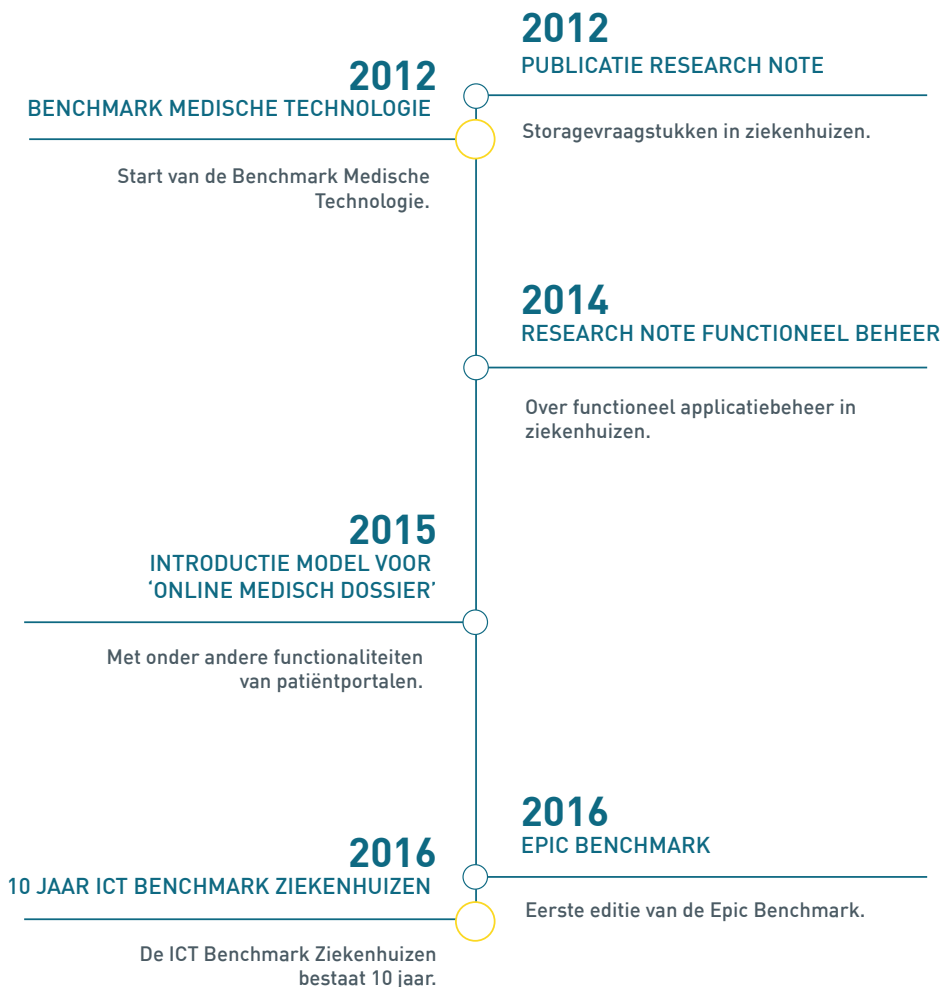 2012
PUBLICATIE RESEARCH NOTE
Storagevraagstukken in ziekenhuizen.
2012
BENCHMARK MEDISCHE TECHNOLOGIE
Start van de Benchmark Medische
Technologie.
2014
RESEARCH NOTE FUNCTIONEEL BEHEER
Over functioneel applicatiebeheer in
ziekenhuizen.
2015
INTRODUCTIE MODEL VOOR
‘ONLINE MEDISCH DOSSIER’
Met onder andere functionaliteiten
van patiëntportalen.
2016
EPIC BENCHMARK
Eerste editie van de Epic Benchmark.
2016
10 JAAR ICT BENCHMARK ZIEKENHUIZEN
De ICT Benchmark Ziekenhuizen
bestaat 10 jaar.